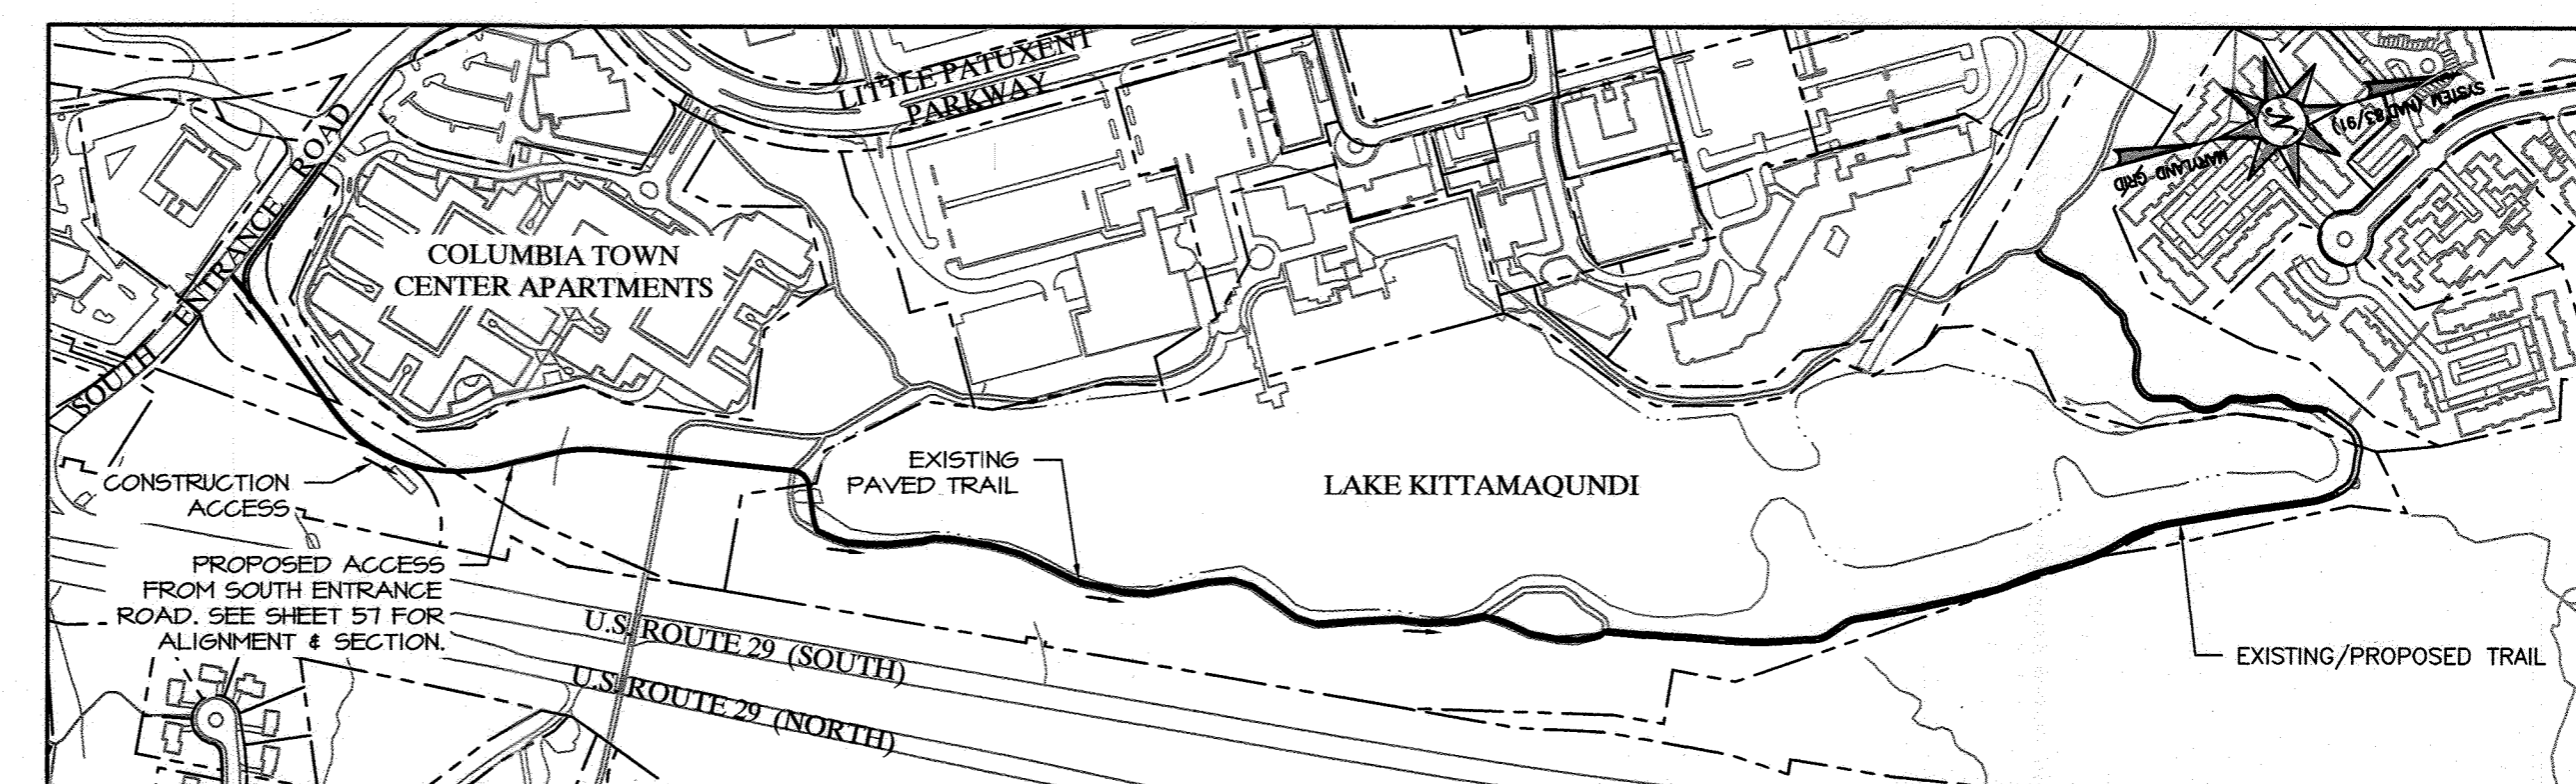 LITTLE PATUXENT
PARKWAY
SOUTH ENTRANCE ROAD
MARYLAND GRID
SYSTEM (NAD 83/91)
COLUMBIA TOWN
CENTER APARTMENTS
CONSTRUCTION
ACCESS
EXISTING
PAVED TRAIL
LAKE KITTAMAQUNDI
PROPOSED ACCESS
FROM SOUTH ENTRANCE
ROAD. SEE SHEET 57 FOR
ALIGNMENT & SECTION.
U.S. ROUTE 29 (SOUTH)
U.S. ROUTE 29 (NORTH)
EXISTING/PROPOSED TRAIL